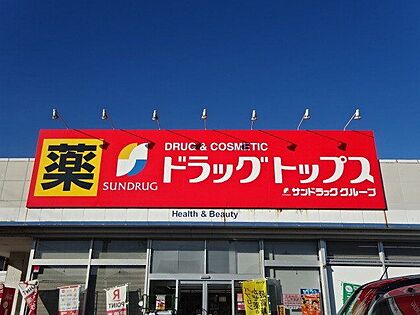 薬
SUNDRUG
DRUG & COSMETIC
ドラッグトップス
サンドラッググループ
Health & Beauty
R
POINT
R